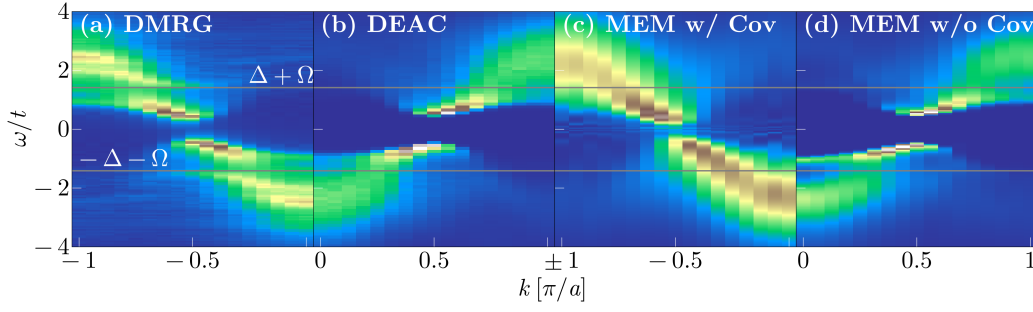 (a) DMRG
(b) DEAC
(c) MEM w/ Cov
(d) MEM w/o Cov
4
2
0
−2
−4
ω/t
Δ + Ω
−Δ − Ω
−1
−0.5
0
0.5
±1
−0.5
0
0.5
1
k [π/a]